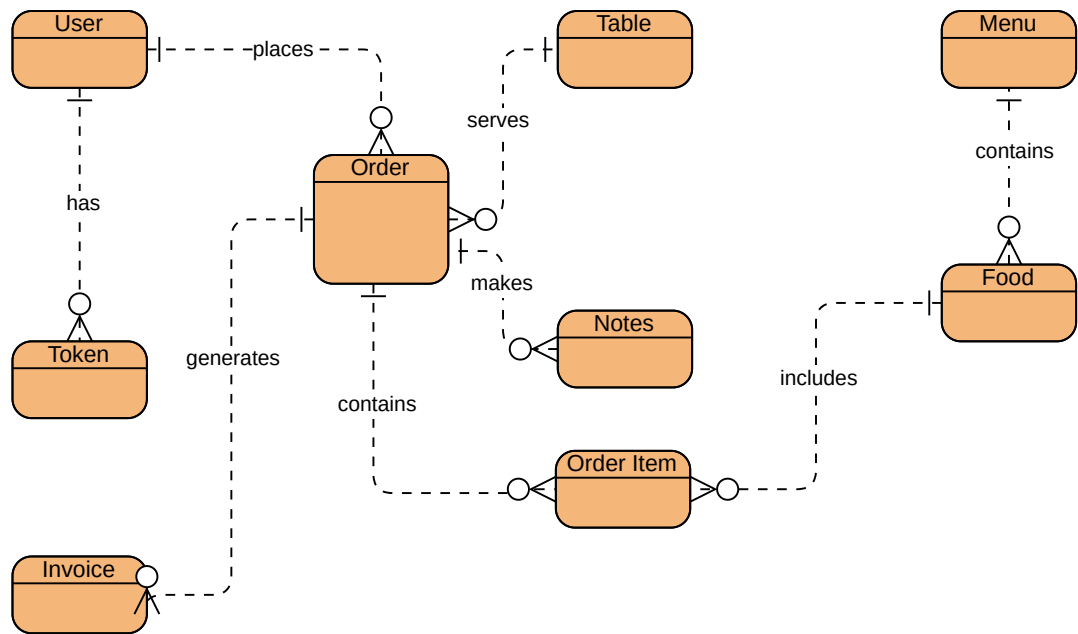 User
Table
Menu
places
serves
contains
Order
has
Food
makes
Notes
Token
generates
includes
contains
Order Item
Invoice